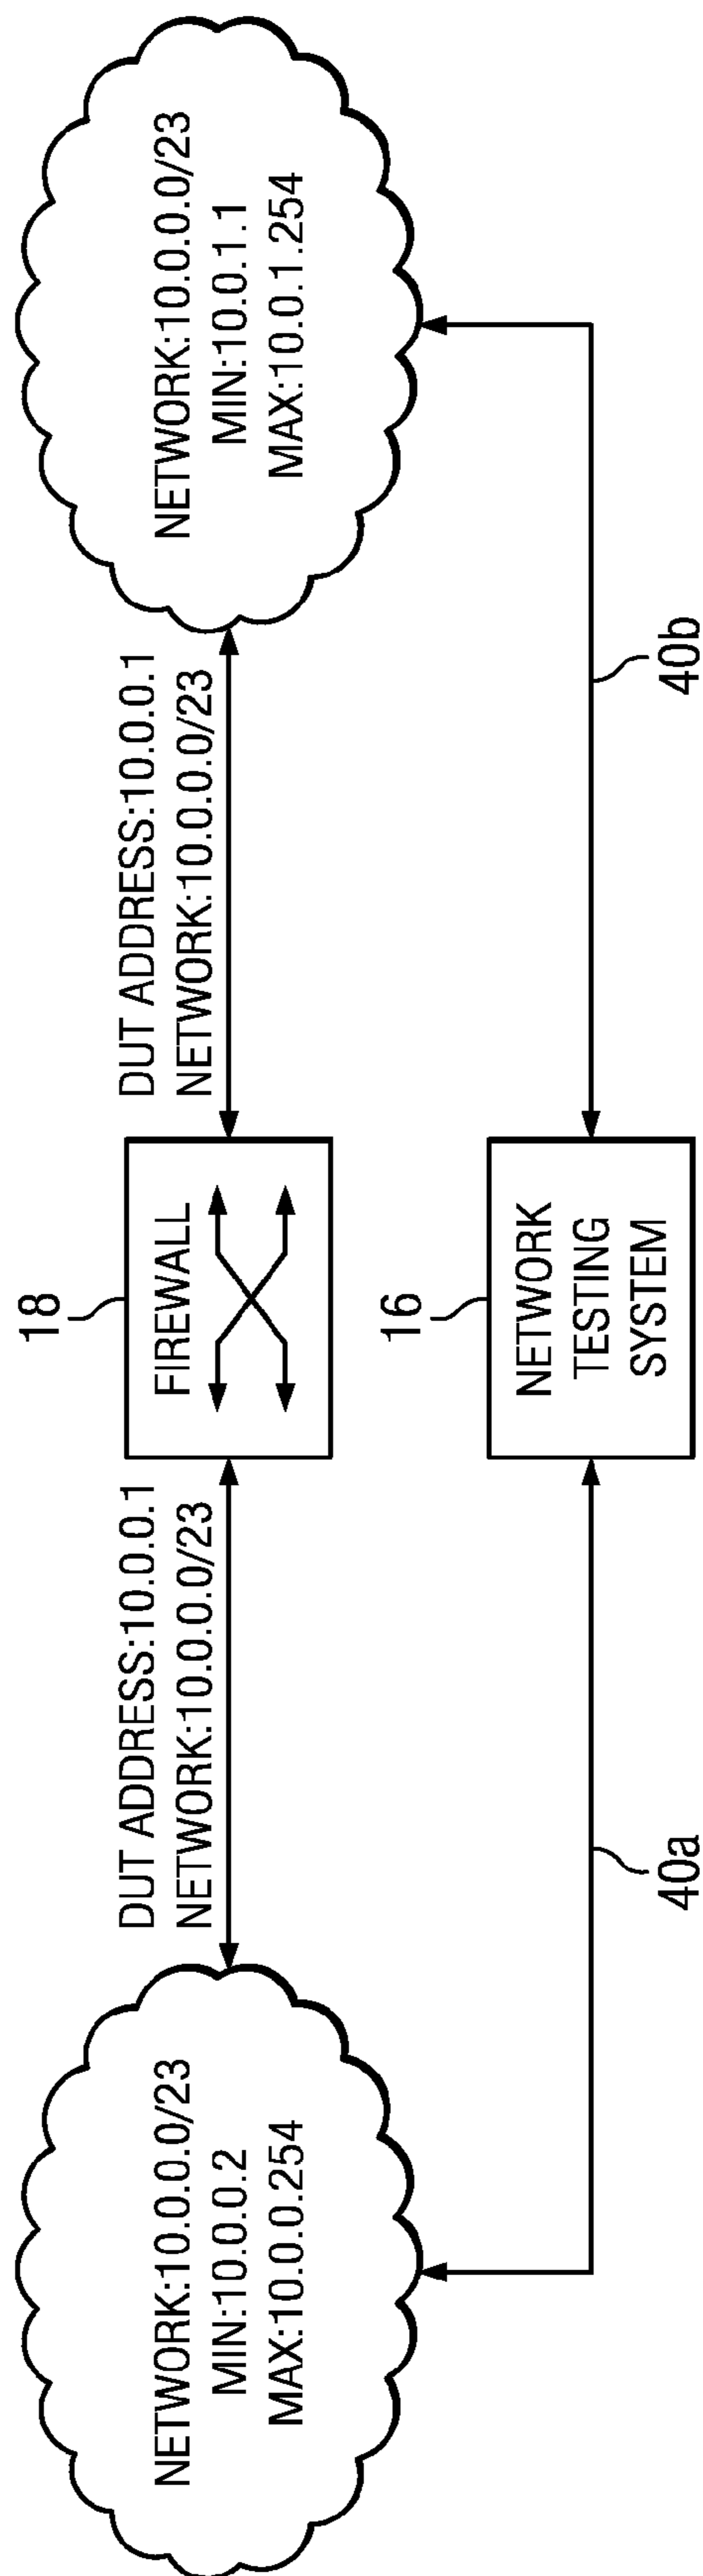 NETWORK:10.0.0.0/23
MIN:10.0.0.2
MAX:10.0.0.254
DUT ADDRESS:10.0.0.1
NETWORK:10.0.0.0/23
18
FIREWALL
DUT ADDRESS:10.0.0.1
NETWORK:10.0.0.0/23
NETWORK:10.0.0.0/23
MIN:10.0.1.1
MAX:10.0.1.254
40a
16
NETWORK
TESTING
SYSTEM
40b